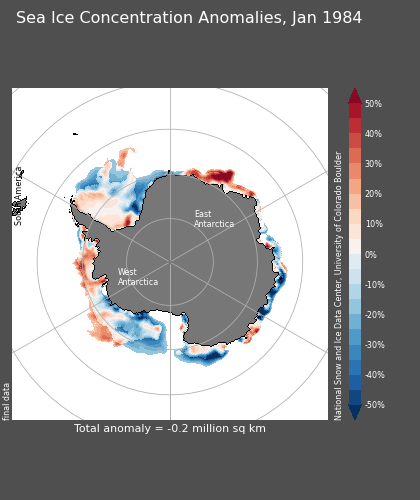 Sea Ice Concentration Anomalies, Jan 1984
South America
East
Antarctica
West
Antarctica
final data
Total anomaly = -0.2 million sq km
National Snow and Ice Data Center, University of Colorado Boulder
50%
40%
30%
20%
10%
0%
-10%
-20%
-30%
-40%
-50%